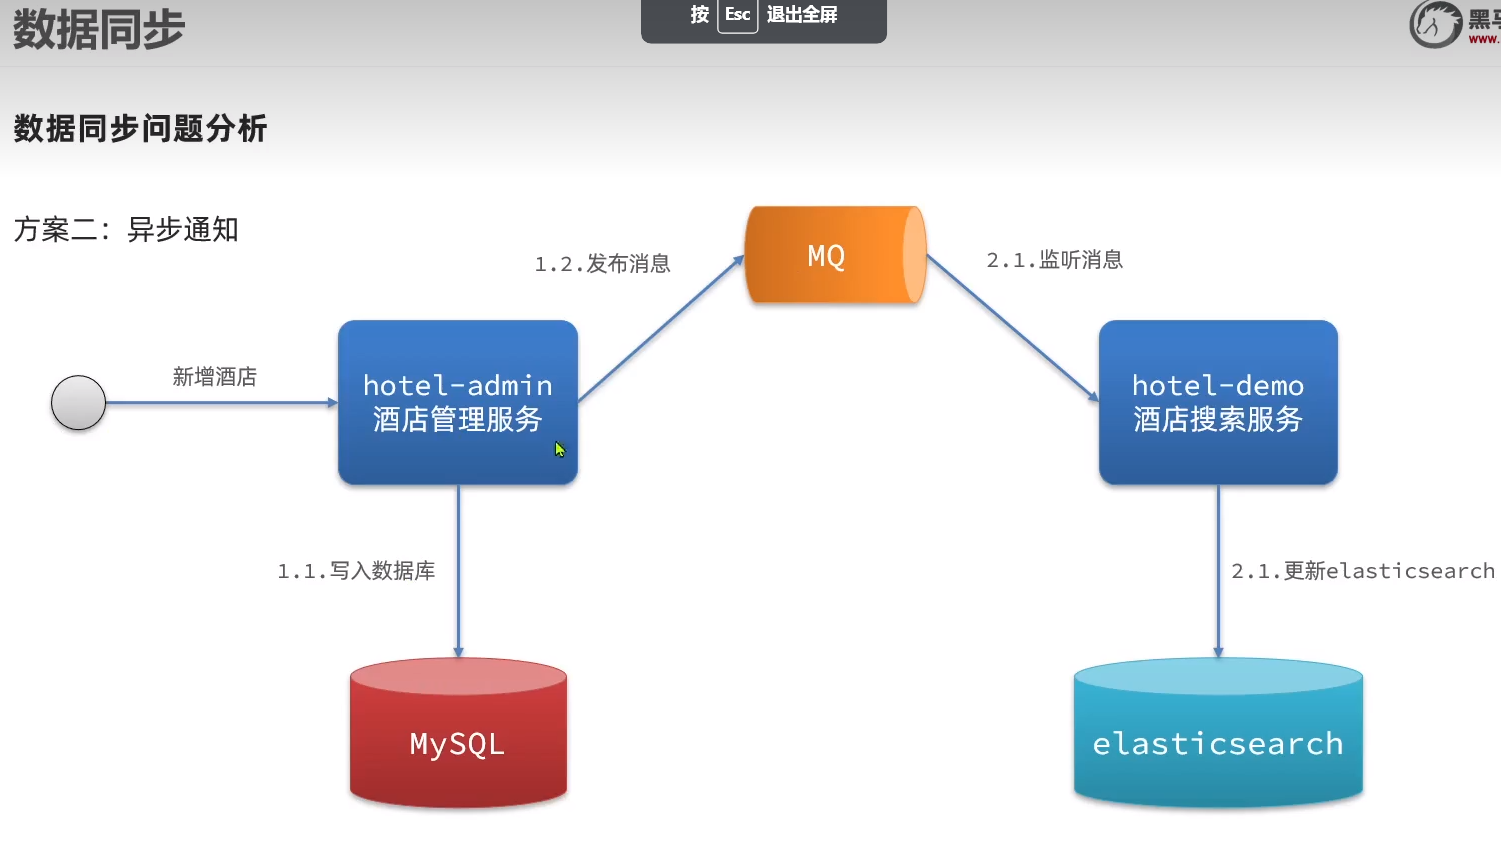 数据同步
按 Esc 退出全屏
www.
数据同步问题分析
方案二：异步通知
MQ
1.2.发布消息
2.1.监听消息
新增酒店
hotel-admin
酒店管理服务
hotel-demo
酒店搜索服务
1.1.写入数据库
2.1.更新elasticsearch
MySQL
elasticsearch